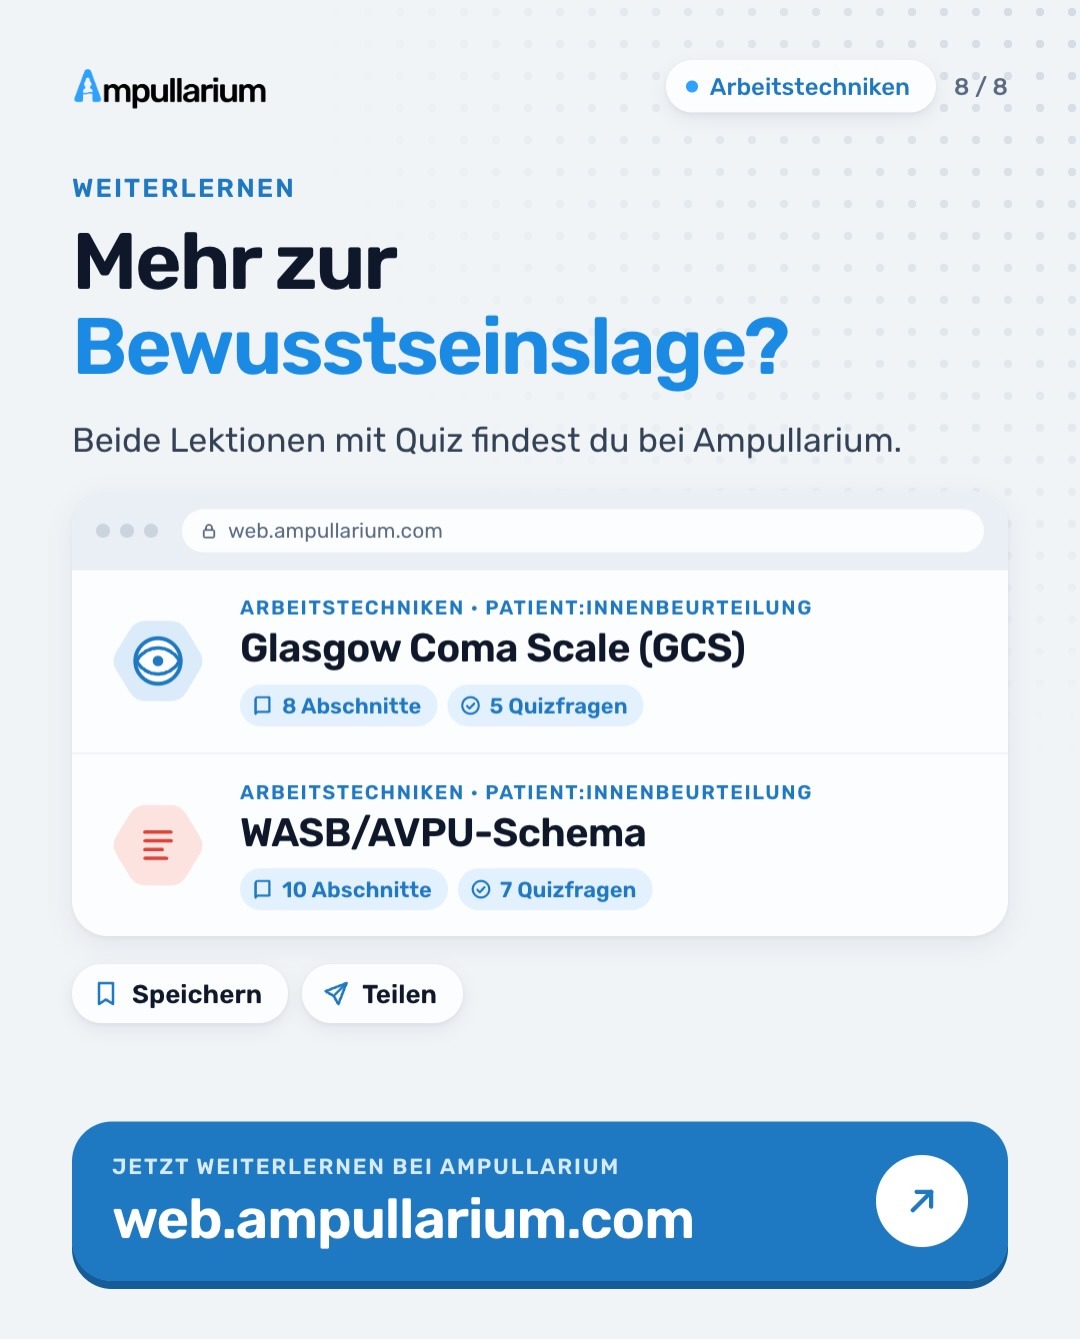 Ampullarium
Arbeitstechniken
8 / 8
WEITERLERNEN
Mehr zur
Bewusstseinslage?
Beide Lektionen mit Quiz findest du bei Ampullarium.
web.ampullarium.com
ARBEITSTECHNIKEN • PATIENT:INNENBEURTEILUNG
Glasgow Coma Scale (GCS)
8 Abschnitte
5 Quizfragen
ARBEITSTECHNIKEN • PATIENT:INNENBEURTEILUNG
WASB/AVPU-Schema
10 Abschnitte
7 Quizfragen
Speichern
Teilen
JETZT WEITERLERNEN BEI AMPULLARIUM
web.ampullarium.com